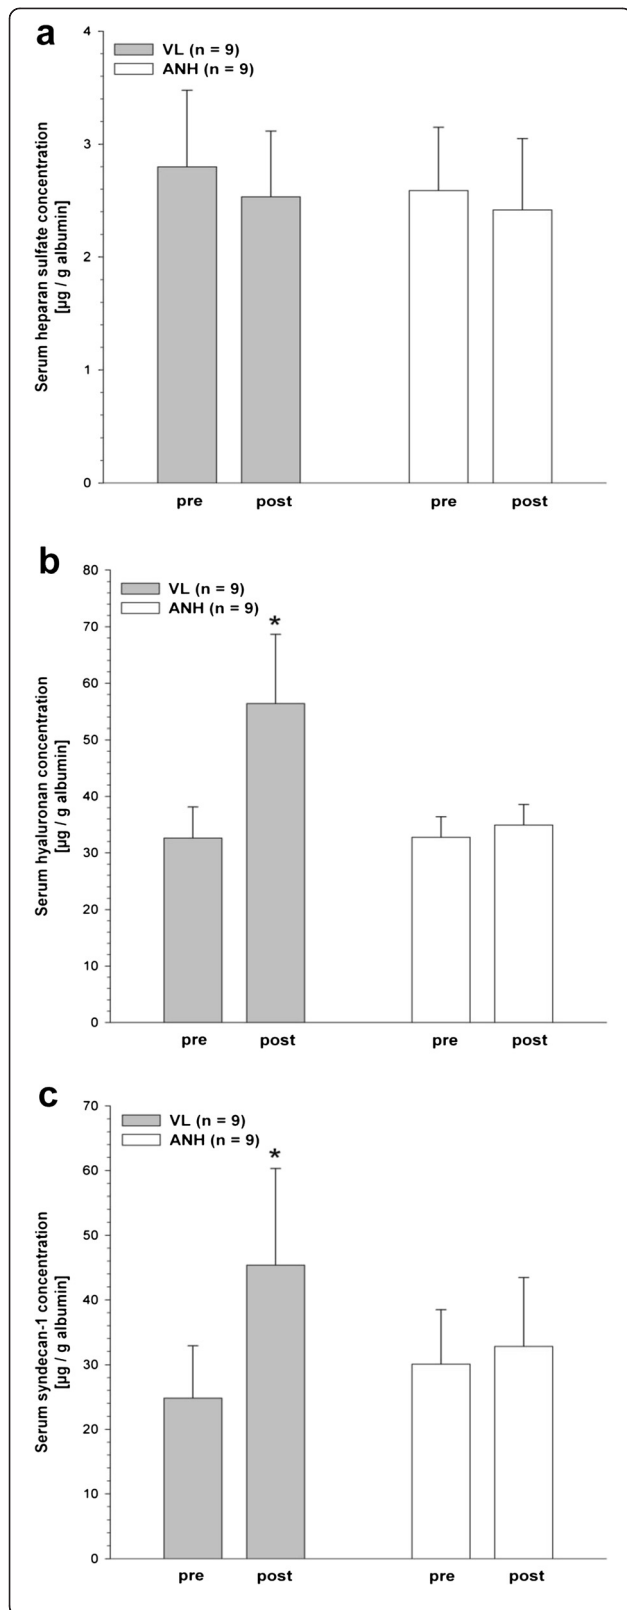 a
VL (n = 9)
ANH (n = 9)
Serum heparan sulfate concentration
[µg / g albumin]
4
3
2
1
0
pre
post
pre
post
b
VL (n = 9)
ANH (n = 9)
Serum hyaluronan concentration
[µg / g albumin]
80
70
60
50
40
30
20
10
0
*
pre
post
pre
post
c
VL (n = 9)
ANH (n = 9)
Serum syndecan-1 concentration
[µg / g albumin]
70
60
50
40
30
20
10
0
*
pre
post
pre
post